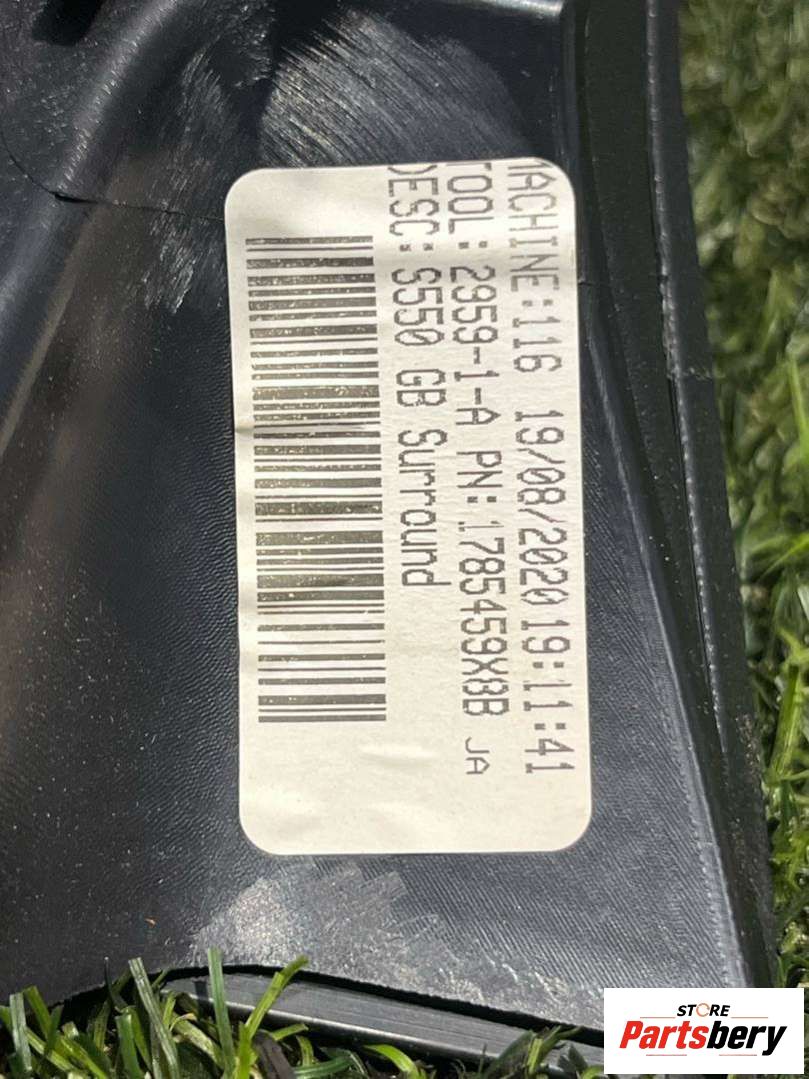 MACHINE:116 19/08/2020 19:11:41
TOOL: 2959-1-A PN:1785459X8B JA
DESC: S550 GB Surround
STORE
Partsbery